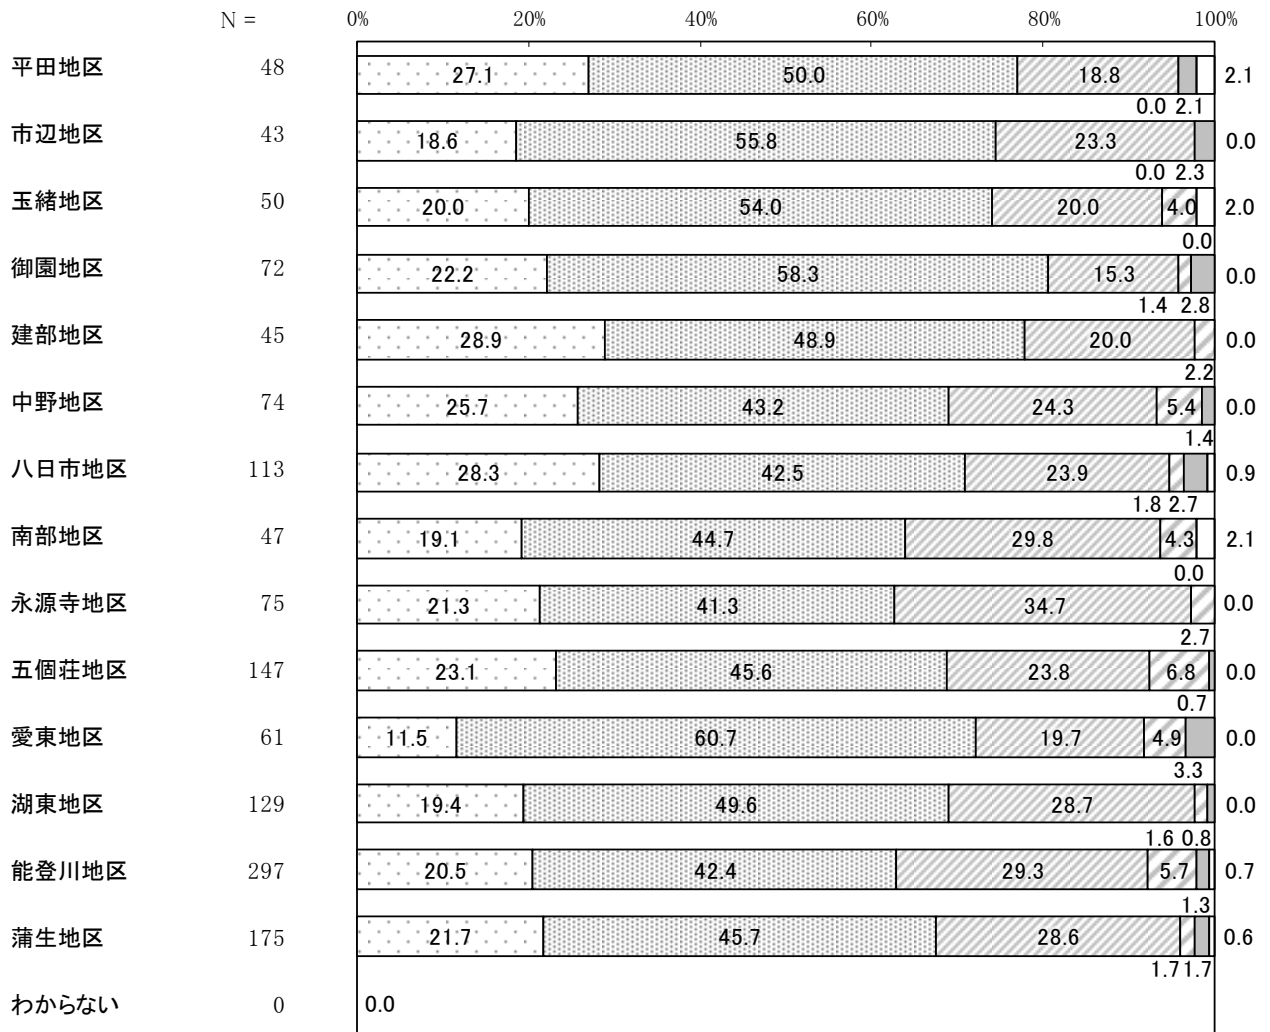 N = 0% 20% 40% 60% 80% 100%
平田地区 48 27.1 50.0 18.8 2.1
0.0 2.1
市辺地区 43 18.6 55.8 23.3 0.0
0.0 2.3
玉緒地区 50 20.0 54.0 20.0 4.0 2.0
0.0
御園地区 72 22.2 58.3 15.3 0.0
1.4 2.8
建部地区 45 28.9 48.9 20.0 0.0
2.2
中野地区 74 25.7 43.2 24.3 5.4 0.0
1.4
八日市地区 113 28.3 42.5 23.9 0.9
1.8 2.7
南部地区 47 19.1 44.7 29.8 4.3 2.1
0.0
永源寺地区 75 21.3 41.3 34.7 0.0
2.7
五個荘地区 147 23.1 45.6 23.8 6.8 0.0
0.7
愛東地区 61 11.5 60.7 19.7 4.9 0.0
3.3
湖東地区 129 19.4 49.6 28.7 0.0
1.6 0.8
能登川地区 297 20.5 42.4 29.3 5.7 0.7
1.3
蒲生地区 175 21.7 45.7 28.6 0.6
1.7 1.7
わからない 0 0.0